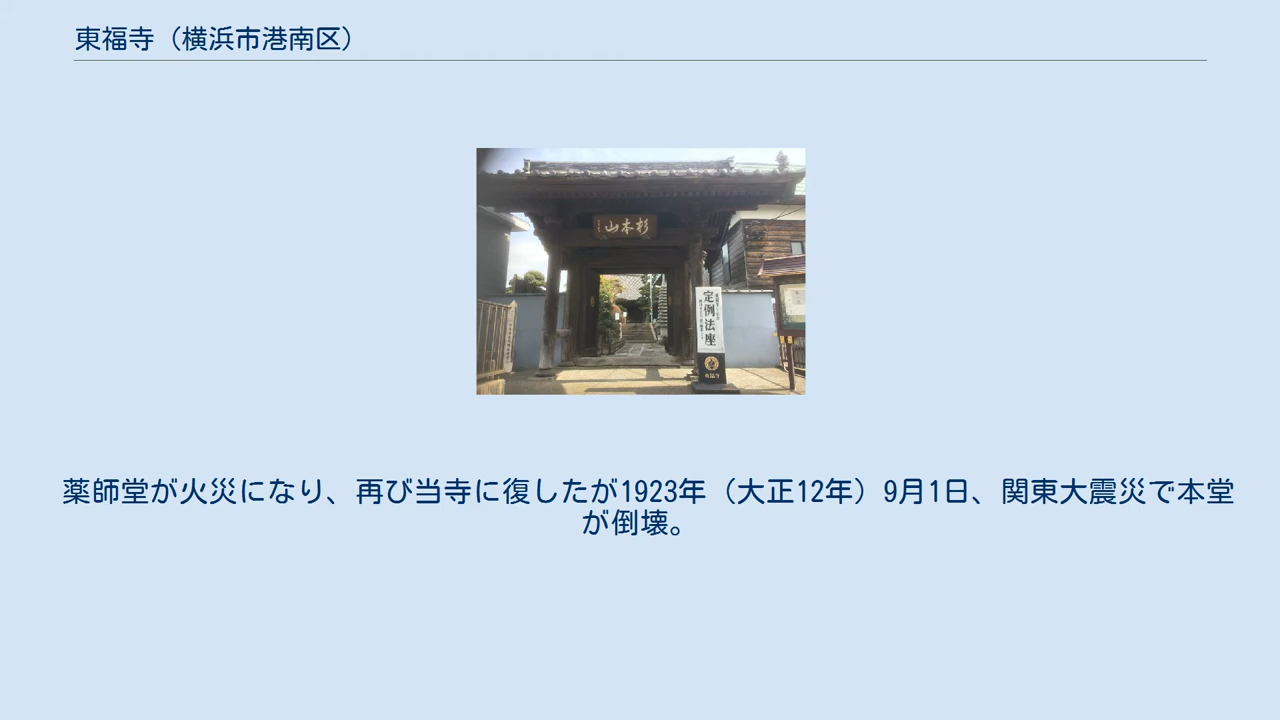 東福寺（横浜市港南区）
山本杉
定例法座
東福寺
薬師堂が火災になり、再び当寺に復したが1923年（大正12年）9月1日、関東大震災で本堂
が倒壊。